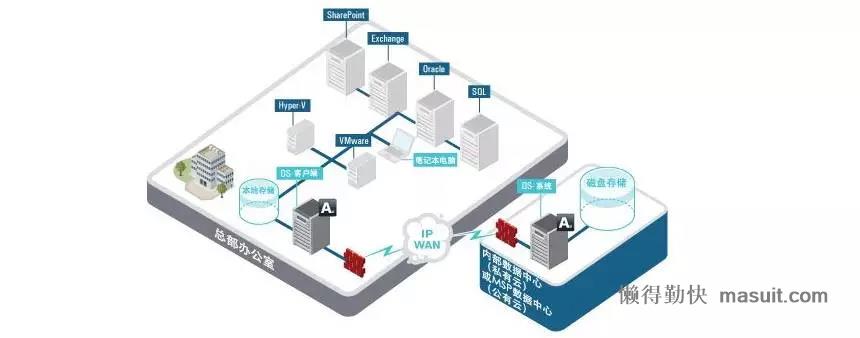 SharePoint
Exchange
Oracle
SQL
Hyper-V
VMware
笔记本电脑
DS-客户端
本地存储
A.
总部办公室
IP
WAN
DS-系统
磁盘存储
A.
内部数据中心
(私有云)
或MSP数据中心
(公有云)
懒得勤快 masuit.com